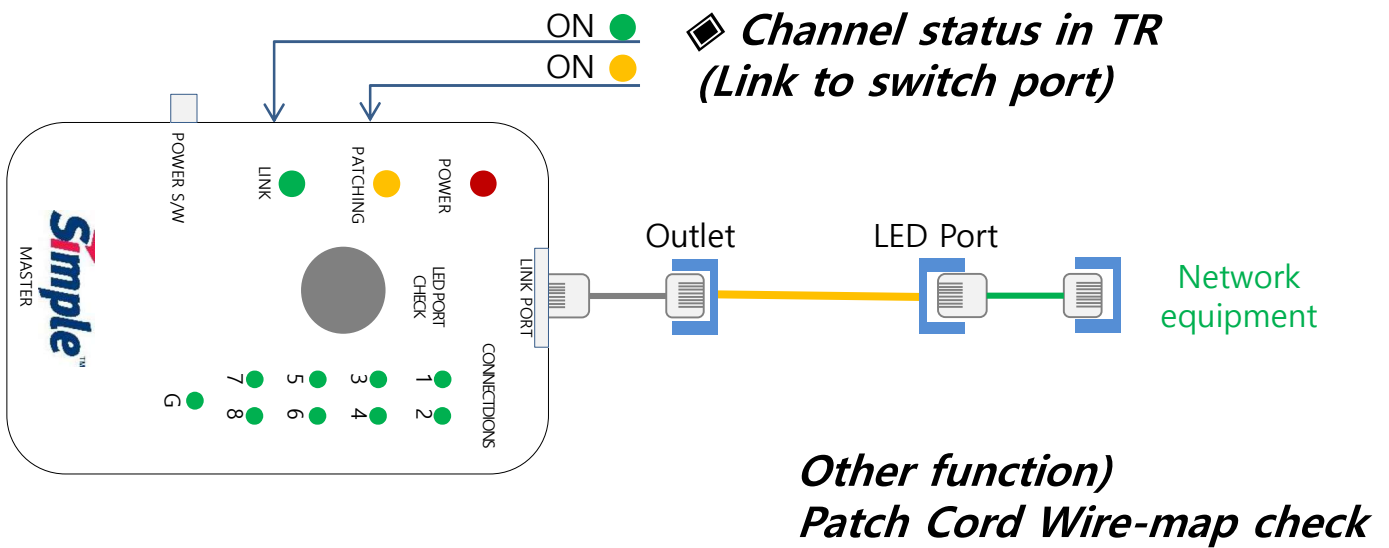 ON
ON
◈ Channel status in TR
(Link to switch port)
POWER S/W
LINK
PATCHING
POWER
Simple™
MASTER
LED PORT
CHECK
LINK PORT
Outlet
LED Port
Network
equipment
CONNECTDIONS
7 5 3 1
G 8 6 4 2
Other function)
Patch Cord Wire-map check